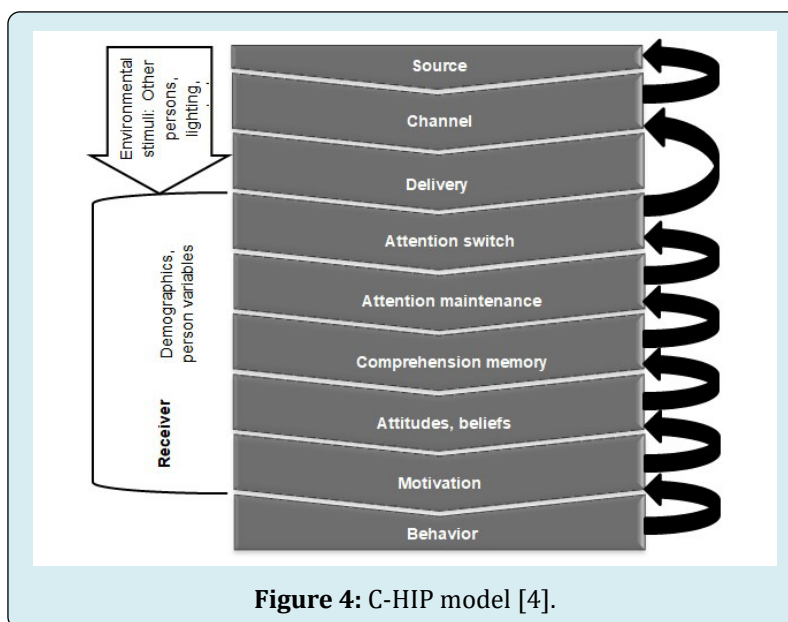 Environmental
stimuli: Other
persons,
lighting,
Source
Channel
Delivery
Attention switch
Attention maintenance
Comprehension memory
Attitudes, beliefs
Motivation
Behavior
Demographics,
person variables
Receiver
Figure 4: C-HIP model [4].